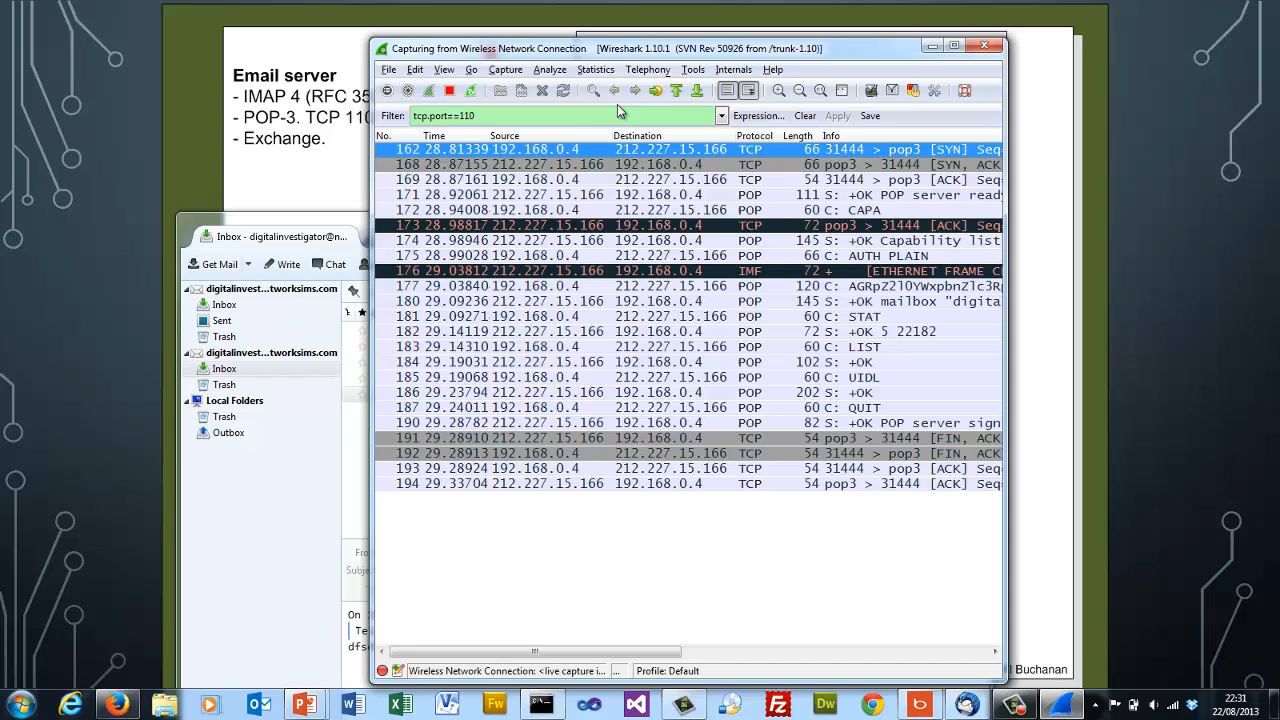 Email server
- IMAP 4 (RFC 35
- POP-3. TCP 110
- Exchange.
Capturing from Wireless Network Connection [Wireshark 1.10.1 (SVN Rev 50926 from /trunk-1.10)]
File Edit View Go Capture Analyze Statistics Telephony Tools Internals Help
Filter: tcp.port==110 Expression... Clear Apply Save
No. Time Source Destination Protocol Length Info
162 28.81339 192.168.0.4 212.227.15.166 TCP 66 31444 > pop3 [SYN] Seq=
168 28.87155 212.227.15.166 192.168.0.4 TCP 66 pop3 > 31444 [SYN, ACK
169 28.87161 192.168.0.4 212.227.15.166 TCP 54 31444 > pop3 [ACK] Seq=
171 28.92061 212.227.15.166 192.168.0.4 POP 111 S: +OK POP server ready
172 28.94008 192.168.0.4 212.227.15.166 POP 60 C: CAPA
173 28.98817 212.227.15.166 192.168.0.4 TCP 72 pop3 > 31444 [ACK] Seq=
174 28.98946 212.227.15.166 192.168.0.4 POP 145 S: +OK Capability list
175 28.99028 192.168.0.4 212.227.15.166 POP 66 C: AUTH PLAIN
176 29.03812 212.227.15.166 192.168.0.4 IMF 72 + [ETHERNET FRAME C
177 29.03840 192.168.0.4 212.227.15.166 POP 120 C: AGRpZ2l0YWxpbnZlc3Rp
180 29.09236 212.227.15.166 192.168.0.4 POP 145 S: +OK mailbox "digita
181 29.09271 192.168.0.4 212.227.15.166 POP 60 C: STAT
182 29.14119 212.227.15.166 192.168.0.4 POP 72 S: +OK 5 22182
183 29.14310 192.168.0.4 212.227.15.166 POP 60 C: LIST
184 29.19031 212.227.15.166 192.168.0.4 POP 102 S: +OK
185 29.19068 192.168.0.4 212.227.15.166 POP 60 C: UIDL
186 29.23794 212.227.15.166 192.168.0.4 POP 202 S: +OK
187 29.24011 192.168.0.4 212.227.15.166 POP 60 C: QUIT
190 29.28782 212.227.15.166 192.168.0.4 POP 82 S: +OK POP server sign
191 29.28910 212.227.15.166 192.168.0.4 TCP 54 pop3 > 31444 [FIN, ACK
192 29.28913 192.168.0.4 212.227.15.166 TCP 54 31444 > pop3 [FIN, ACK
193 29.28924 192.168.0.4 212.227.15.166 TCP 54 31444 > pop3 [ACK] Seq=
194 29.33704 212.227.15.166 192.168.0.4 TCP 54 pop3 > 31444 [ACK] Seq=
Wireless Network Connection: <live capture i... ... Profile: Default
Inbox - digitalinvestigator@n...
Get Mail Write Chat
digitalinvest...tworksims.com
Inbox
Sent
Trash
digitalinvest...tworksims.com
Inbox
Trash
Local Folders
Trash
Outbox
Fro
Subje
On
Te
dfs
l Buchanan
22:31
22/08/2013